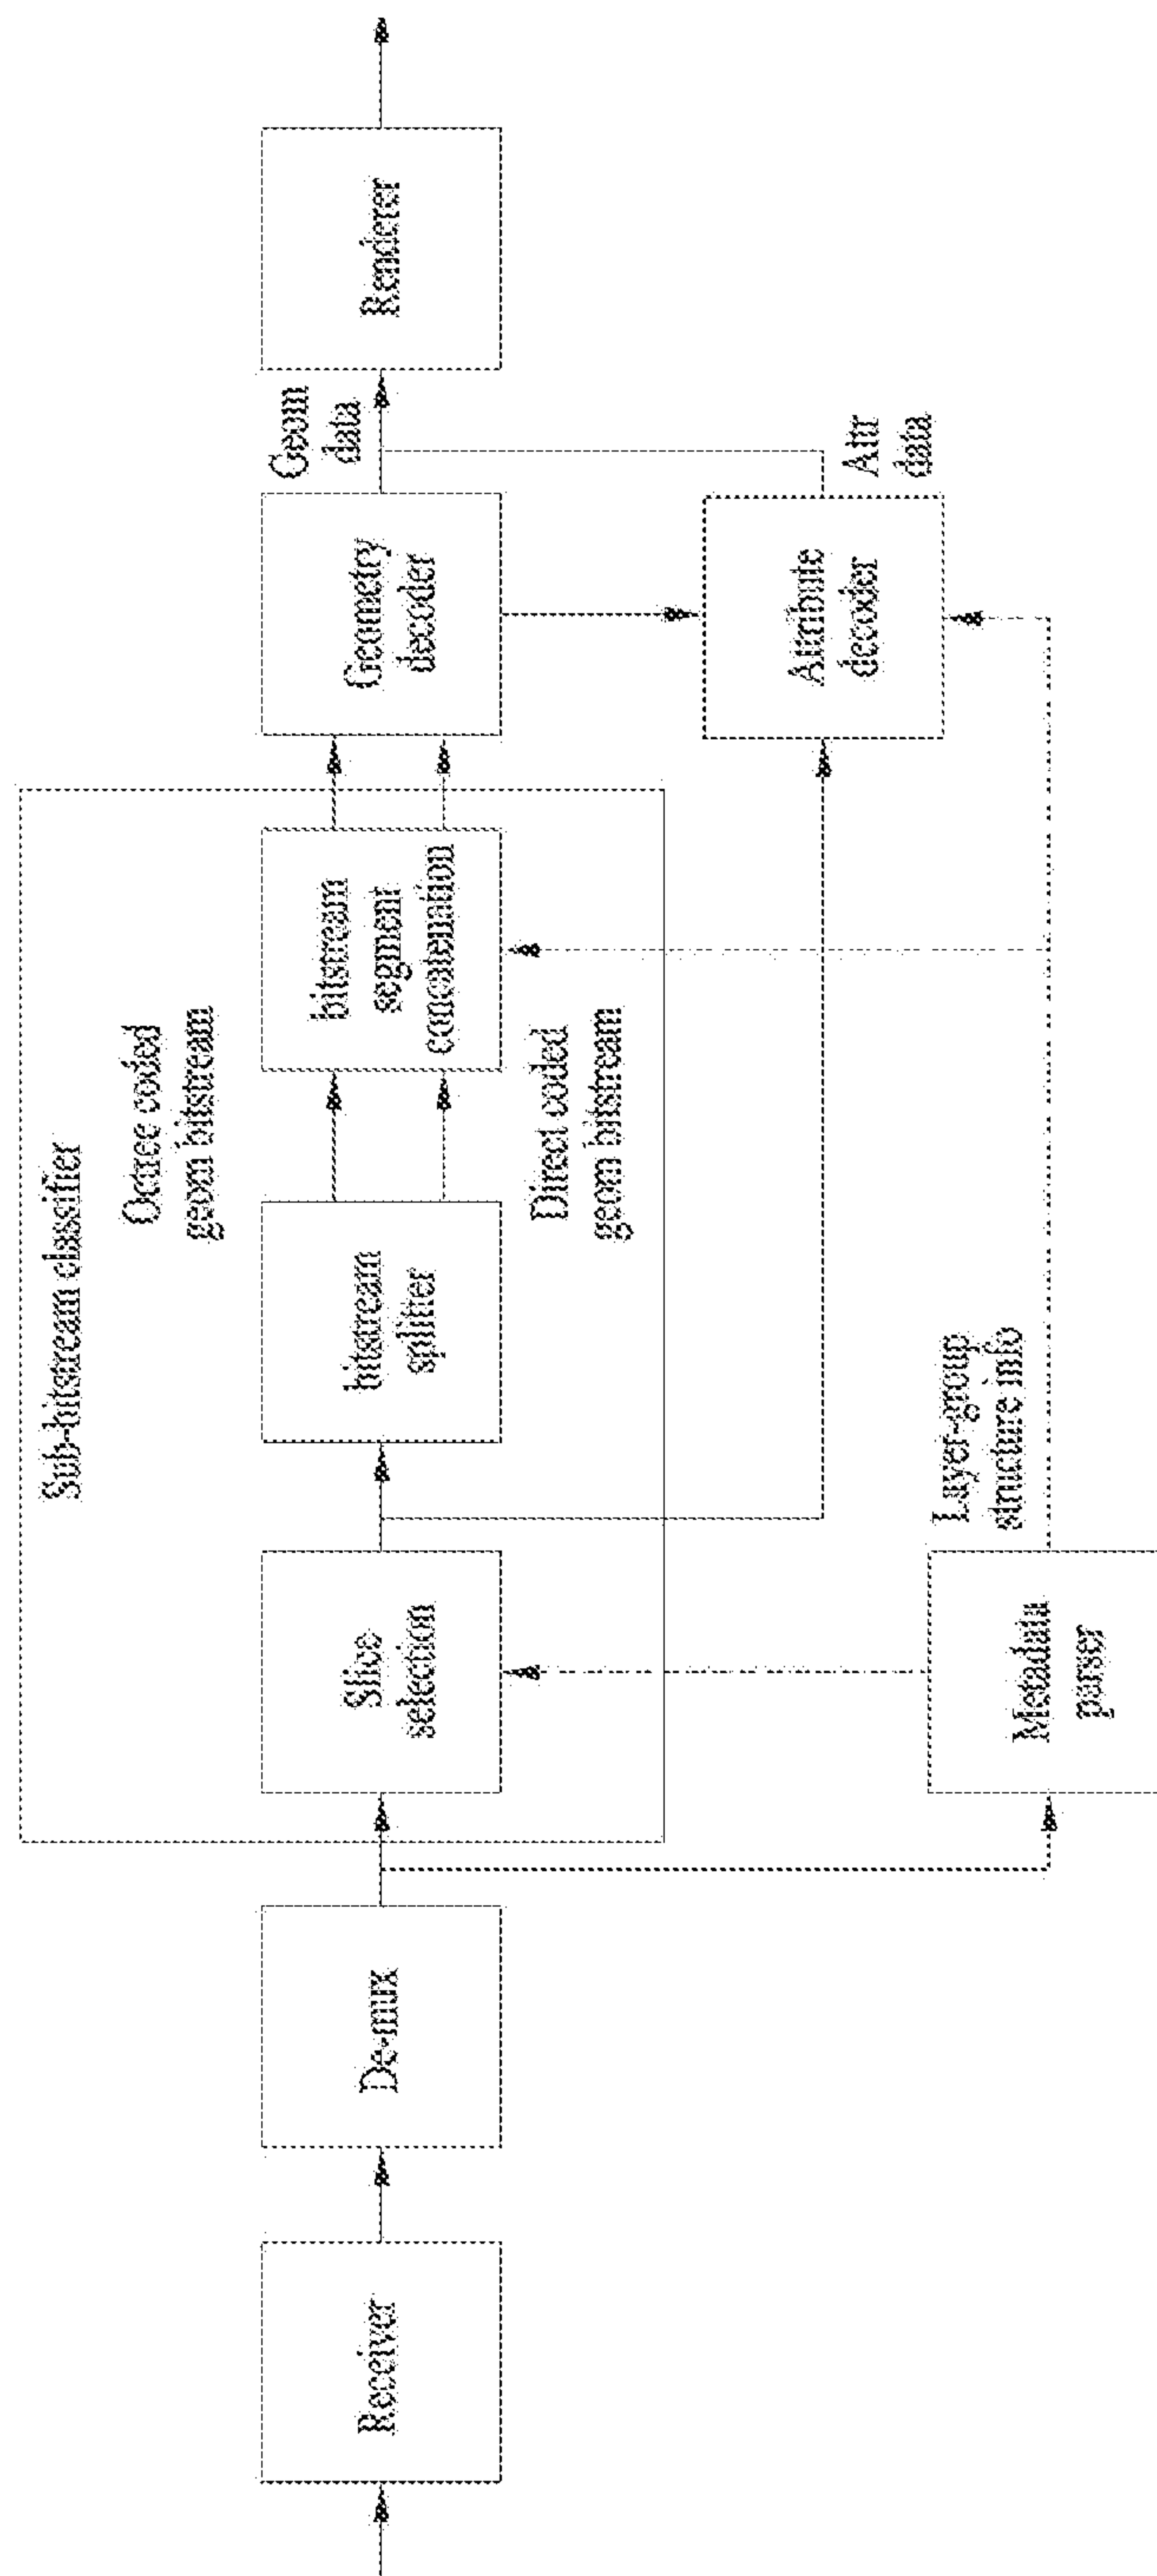 Sub-bitstream classifier
Octree coded
geom bitstream
Receiver
De-mux
Slice
selection
bitstream
splitter
bitstream
segment
concatenation
Geometry
decoder
Geom
data
Renderer
Direct coded
geom bitstream
Attribute
decoder
Attr
data
Layer-group
structure info
Metadata
parser